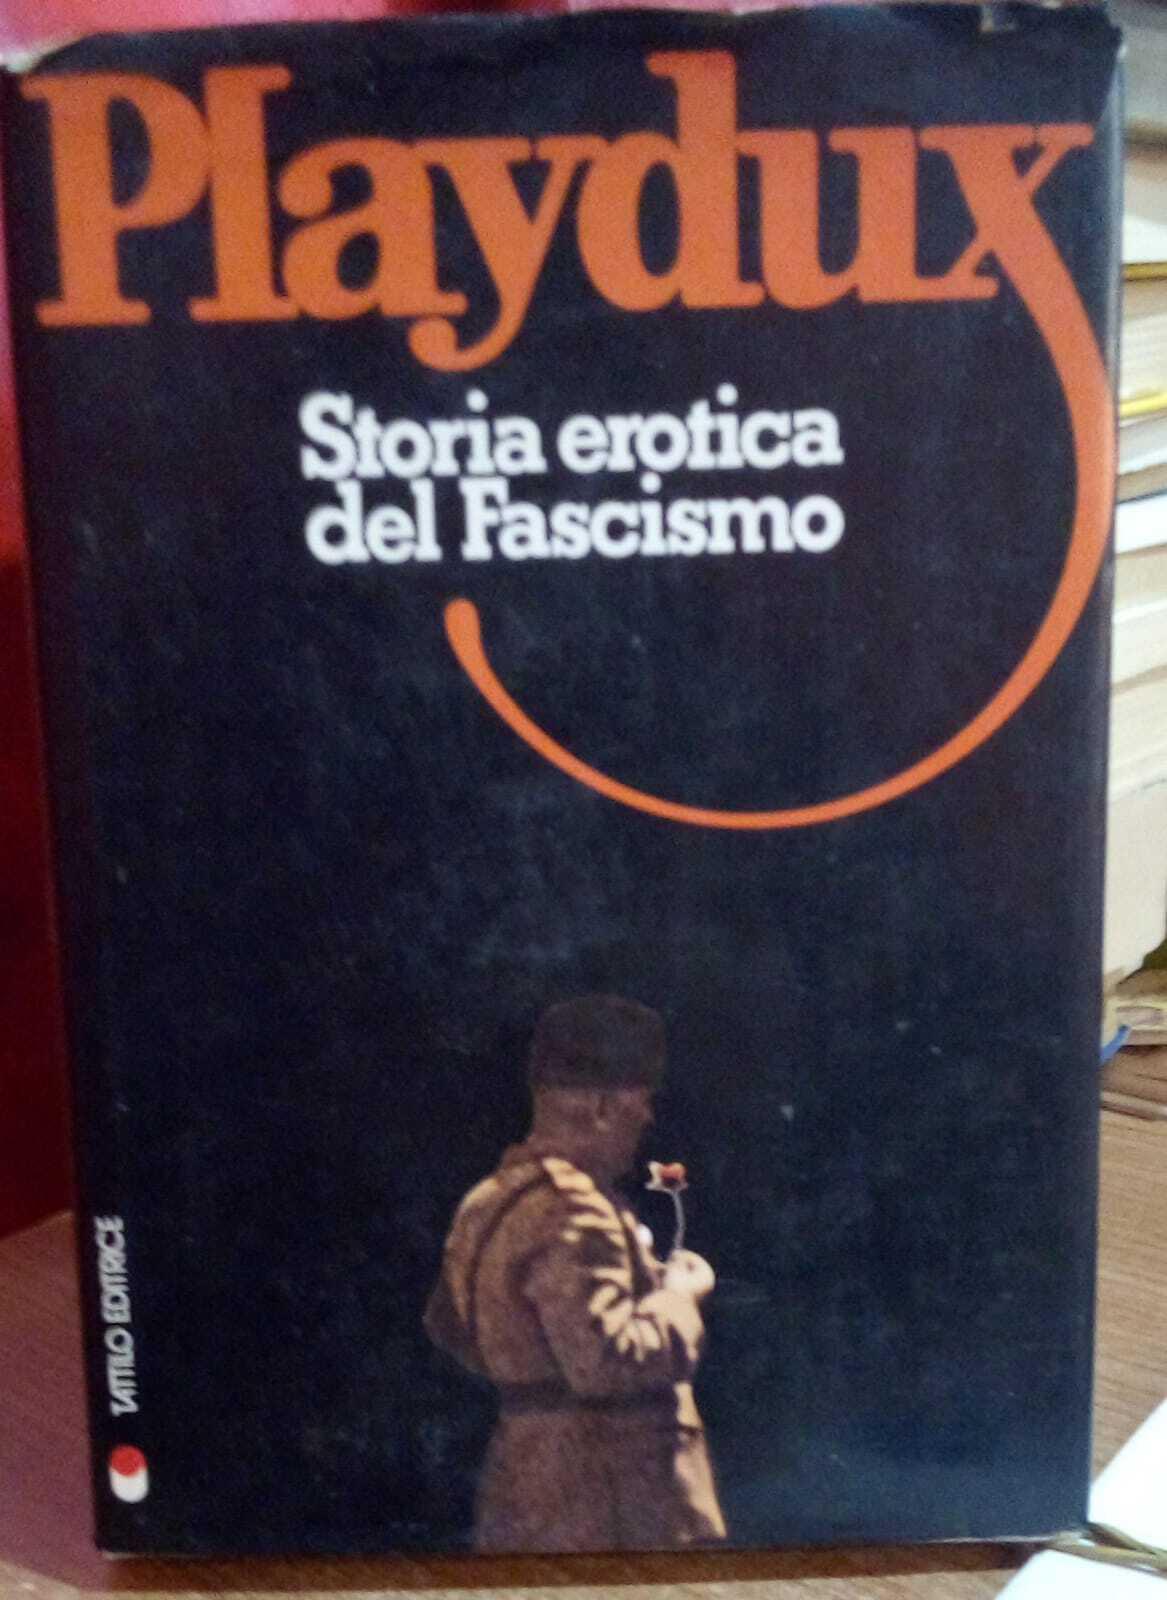 Playdux
Storia erotica
del Fascismo
TATTILO EDITRICE